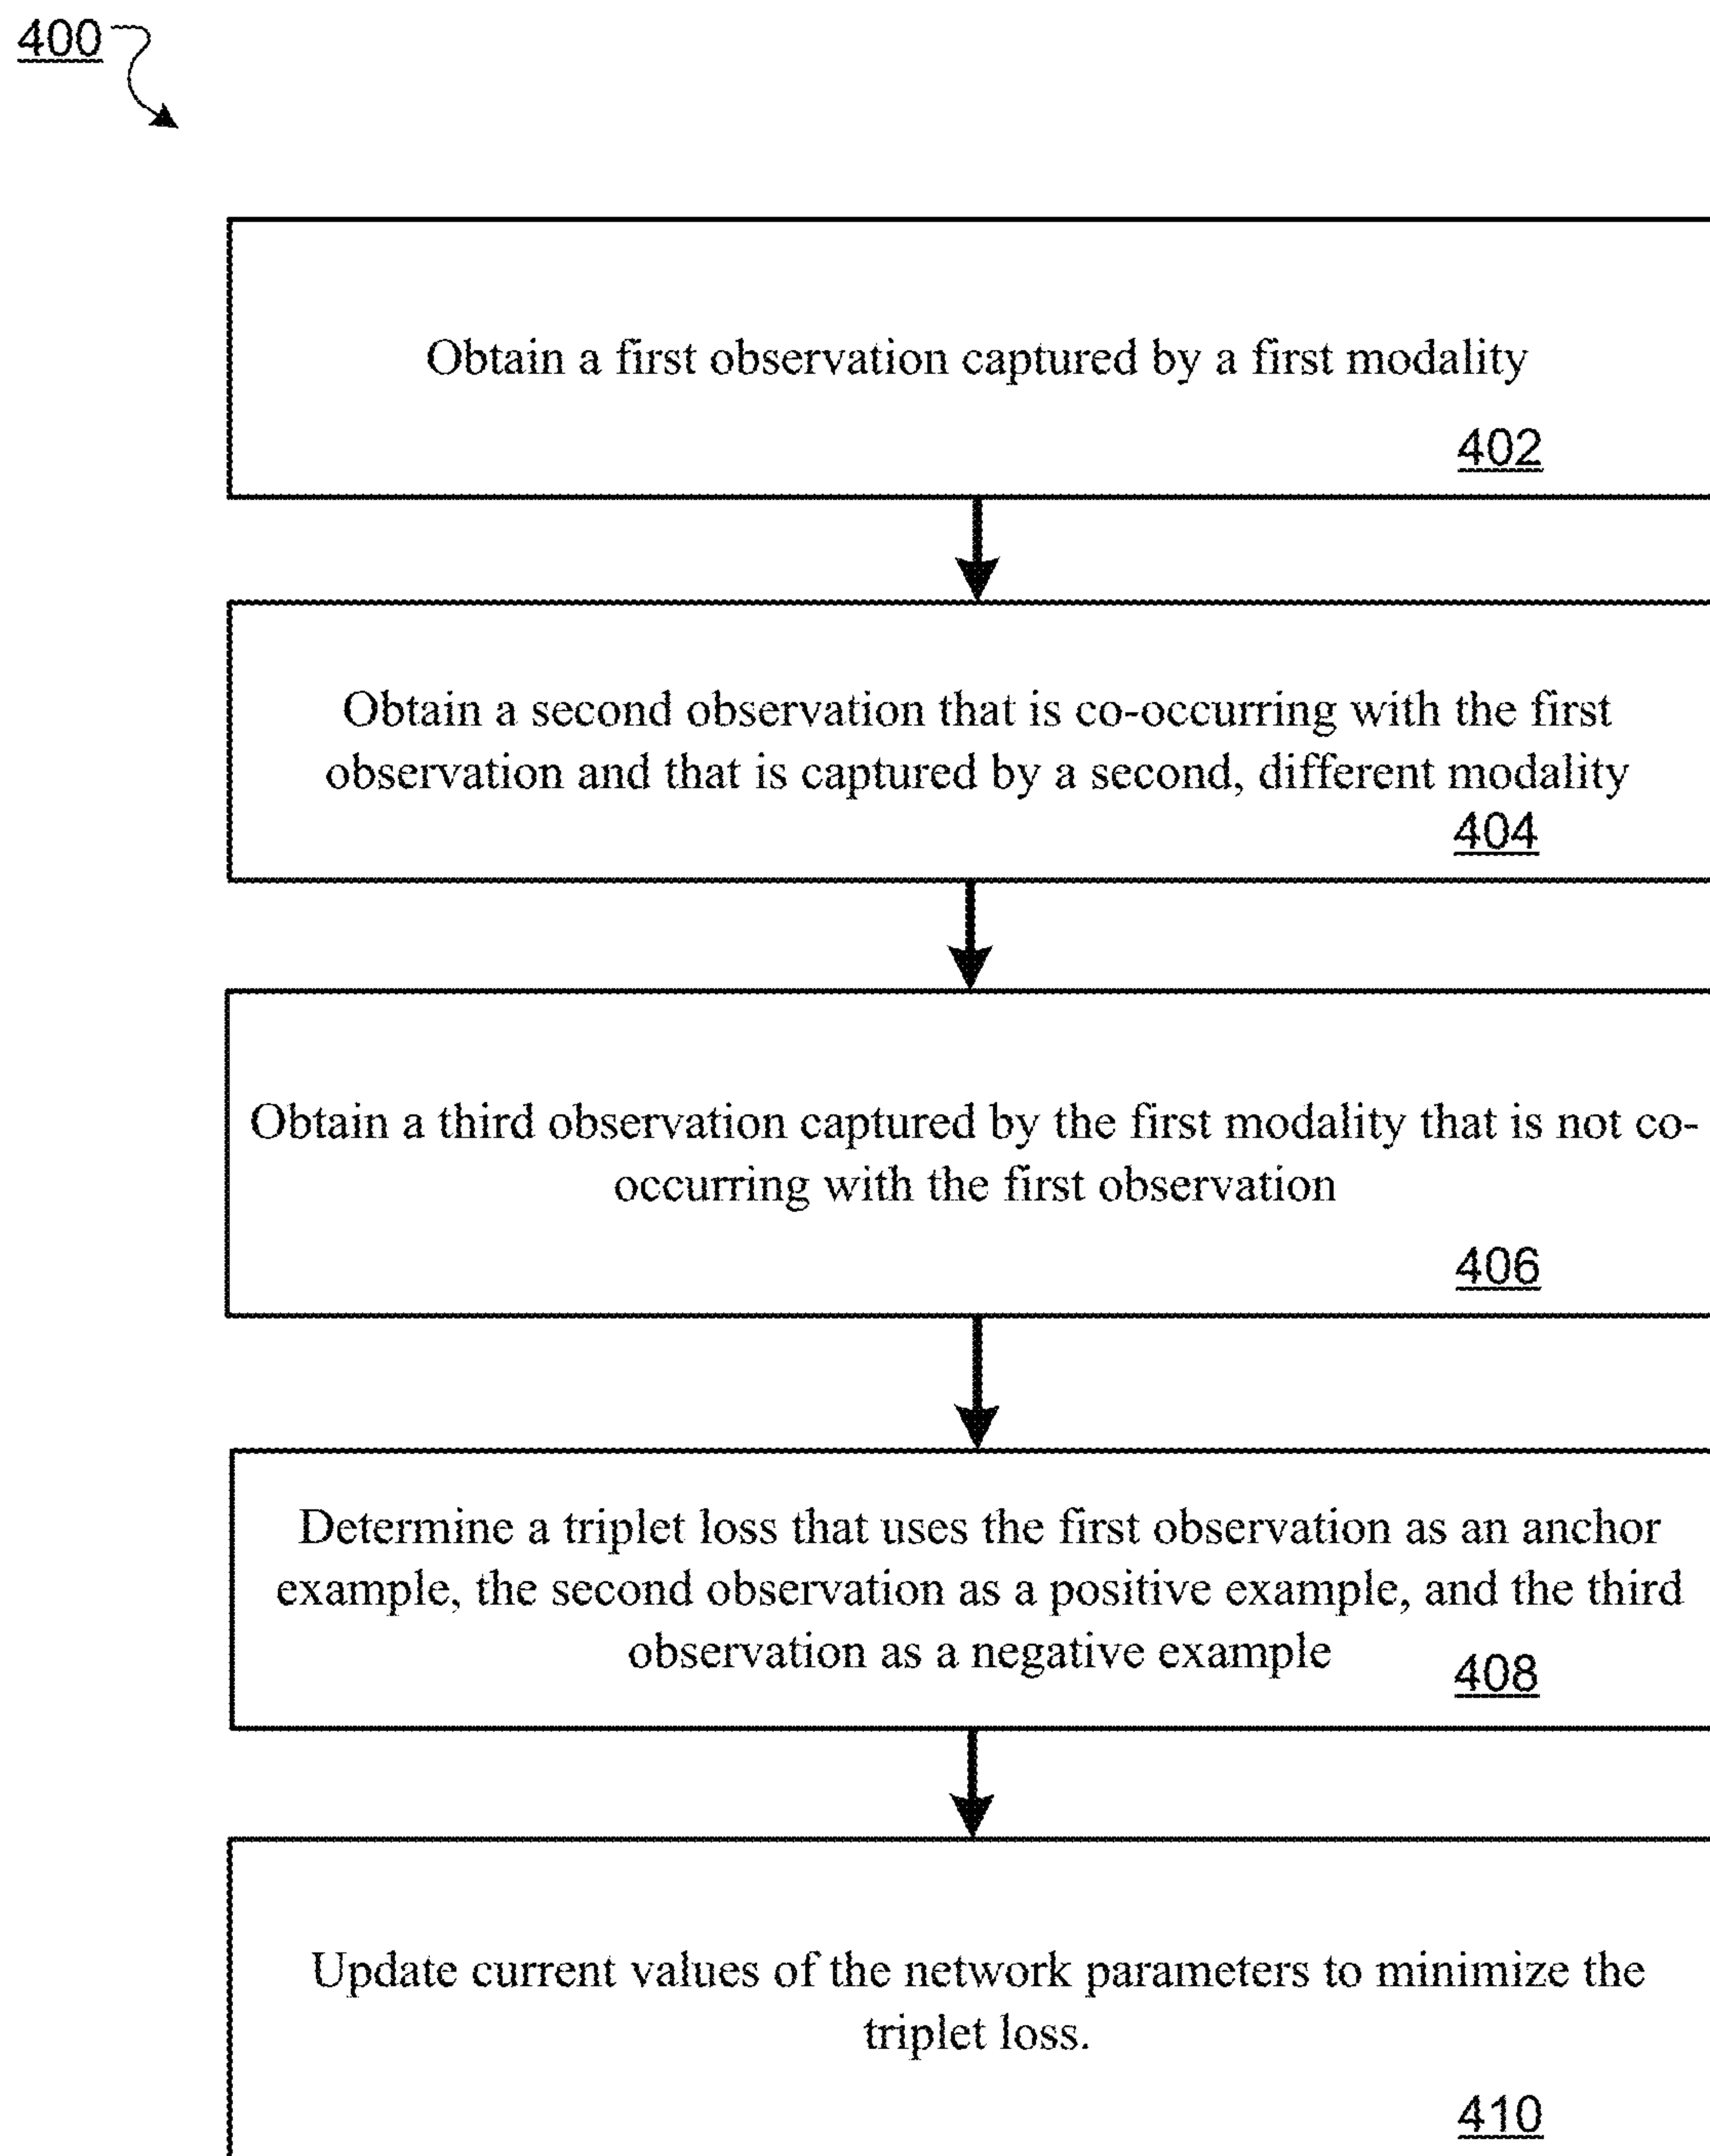 400
Obtain a first observation captured by a first modality
402
Obtain a second observation that is co-occurring with the first
observation and that is captured by a second, different modality
404
Obtain a third observation captured by the first modality that is not co-
occurring with the first observation
406
Determine a triplet loss that uses the first observation as an anchor
example, the second observation as a positive example, and the third
observation as a negative example
408
Update current values of the network parameters to minimize the
triplet loss.
410